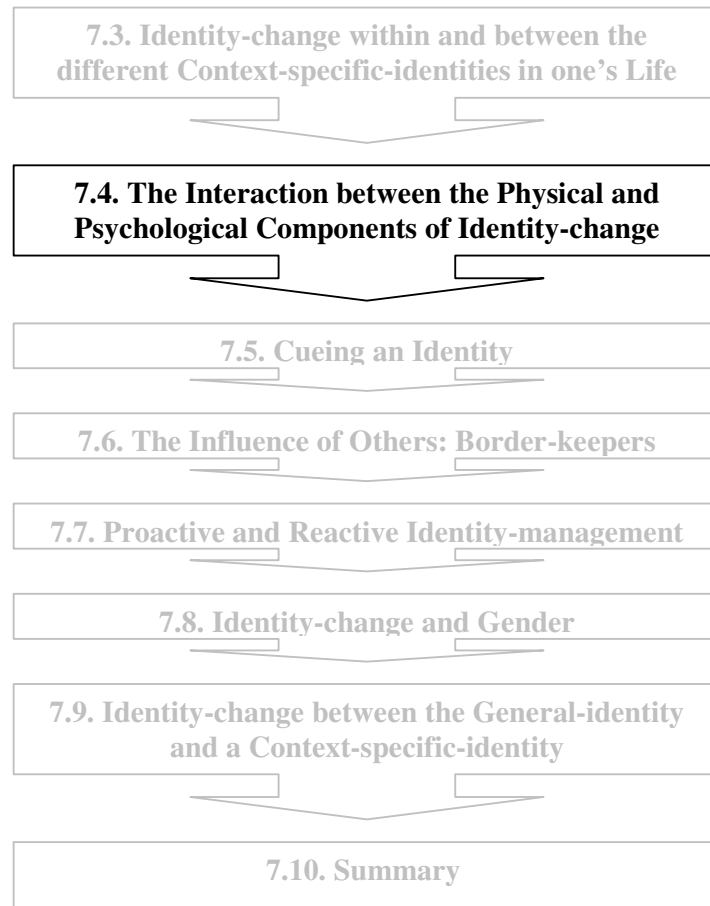 7.3. Identity-change within and between the
different Context-specific-identities in one’s Life
7.4. The Interaction between the Physical and
Psychological Components of Identity-change
7.5. Cueing an Identity
7.6. The Influence of Others: Border-keepers
7.7. Proactive and Reactive Identity-management
7.8. Identity-change and Gender
7.9. Identity-change between the General-identity
and a Context-specific-identity
7.10. Summary